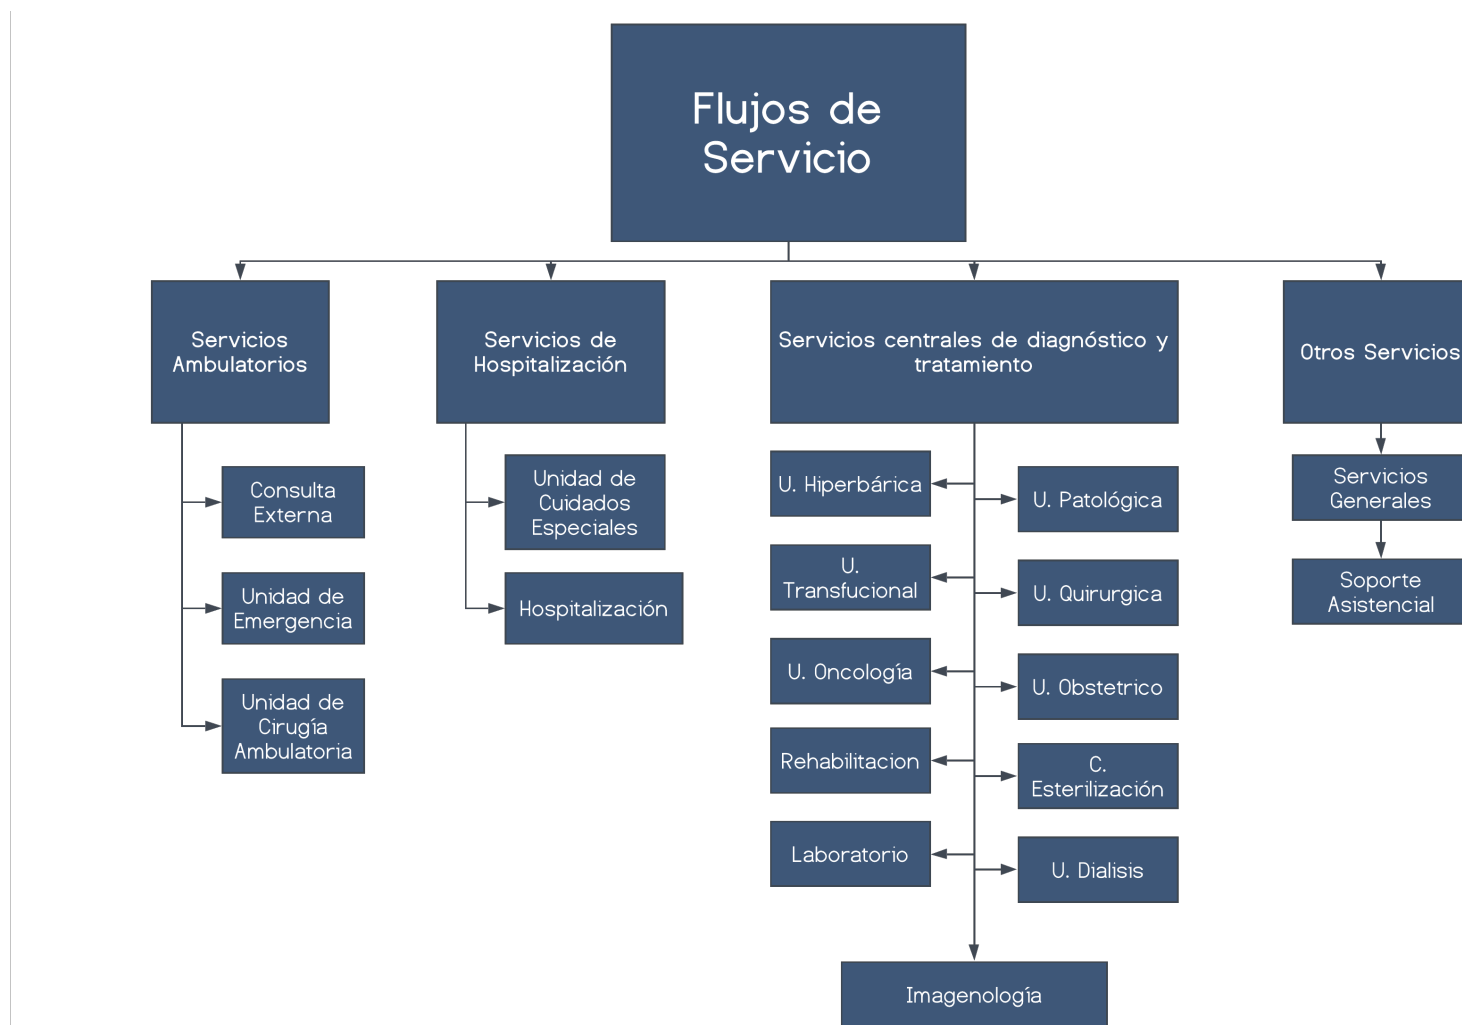 Flujos de
Servicio
Servicios
Ambulatorios
Servicios de
Hospitalización
Servicios centrales de diagnóstico y
tratamiento
Otros Servicios
Consulta
Externa
Unidad de
Emergencia
Unidad de
Cirugía
Ambulatoria
Unidad de
Cuidados
Especiales
Hospitalización
U. Hiperbárica
U. Patológica
U.
Transfucional
U. Quirurgica
U. Oncología
U. Obstetrico
Rehabilitacion
C.
Esterilización
Laboratorio
U. Dialisis
Imagenología
Servicios
Generales
Soporte
Asistencial